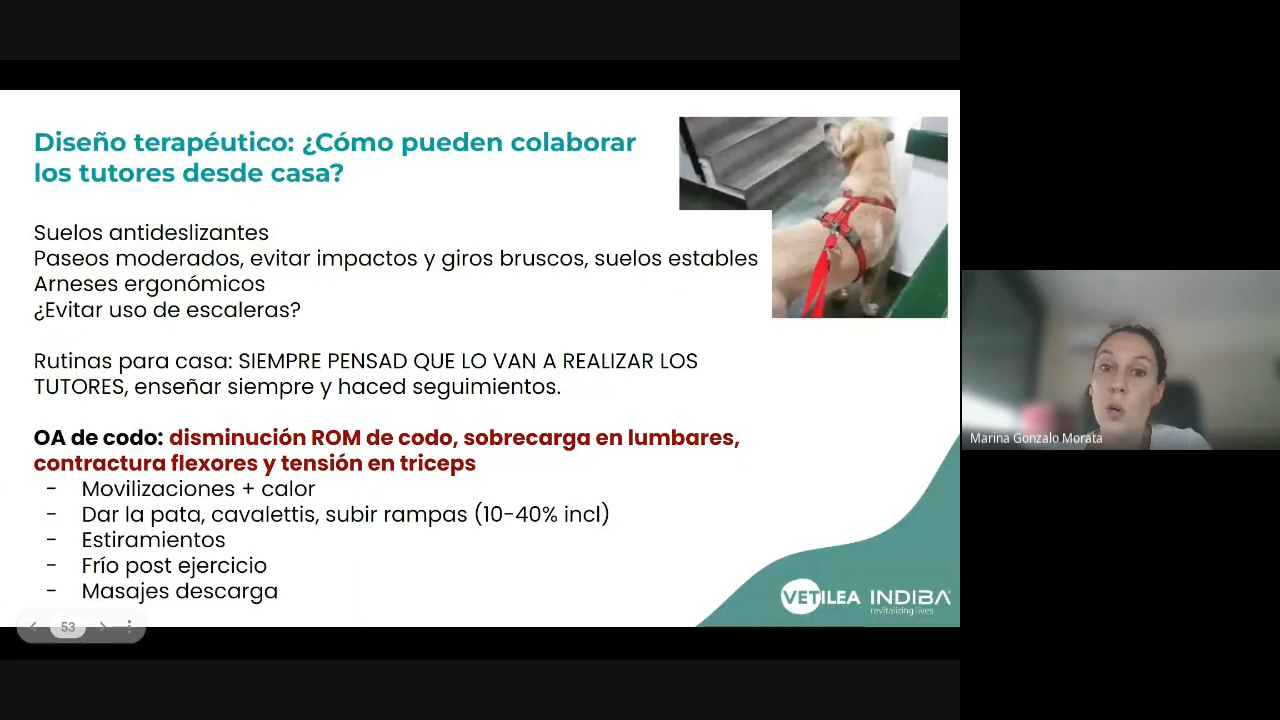 Diseño terapéutico: ¿Cómo pueden colaborar
los tutores desde casa?
Suelos antideslizantes
Paseos moderados, evitar impactos y giros bruscos, suelos estables
Arneses ergonómicos
¿Evitar uso de escaleras?
Rutinas para casa: SIEMPRE PENSAD QUE LO VAN A REALIZAR LOS
TUTORES, enseñar siempre y haced seguimientos.
OA de codo: disminución ROM de codo, sobrecarga en lumbares,
contractura flexores y tensión en triceps
- Movilizaciones + calor
- Dar la pata, cavalettis, subir rampas (10-40% incl)
- Estiramientos
- Frío post ejercicio
- Masajes descarga
VETILEA INDIBA
revitalizing lives
53
Marina Gonzalo Morata